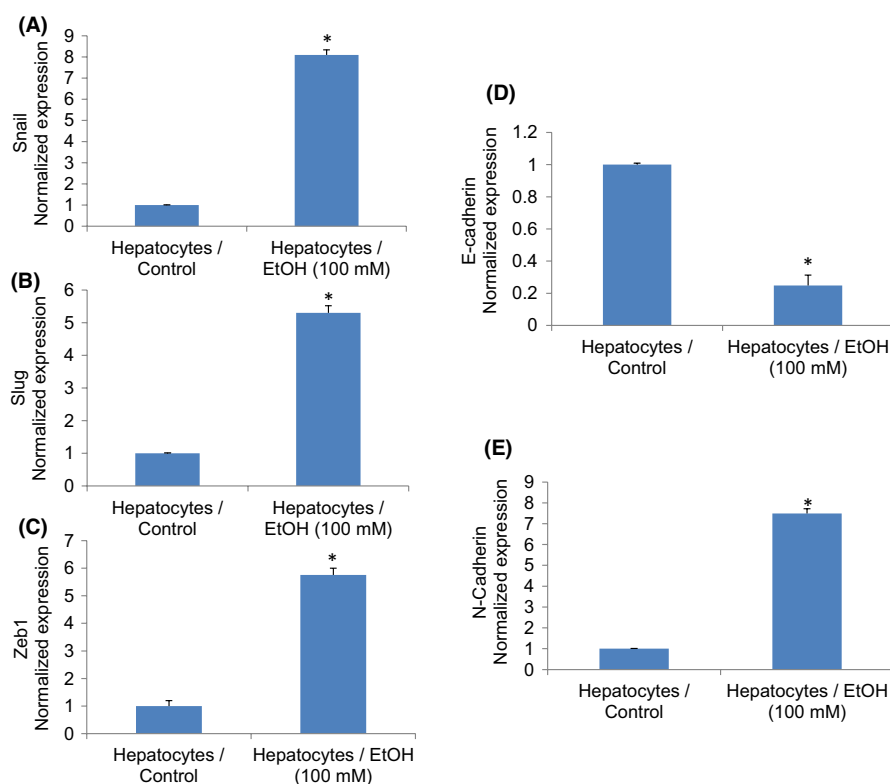 (A)
Snail
Normalized expression
9
8
7
6
5
4
3
2
1
0
*
Hepatocytes /
Control
Hepatocytes /
EtOH (100 mM)
(B)
Slug
Normalized expression
6
5
4
3
2
1
0
*
Hepatocytes /
Control
Hepatocytes /
EtOH (100 mM)
(C)
Zeb1
Normalized expression
7
6
5
4
3
2
1
0
*
Hepatocytes /
Control
Hepatocytes / EtOH
(100 mM)
(D)
E-cadherin
Normalized expression
1.2
1
0.8
0.6
0.4
0.2
0
*
Hepatocytes /
Control
Hepatocytes / EtOH
(100 mM)
(E)
N-Cadherin
Normalized expression
9
8
7
6
5
4
3
2
1
0
*
Hepatocytes /
Control
Hepatocytes / EtOH
(100 mM)